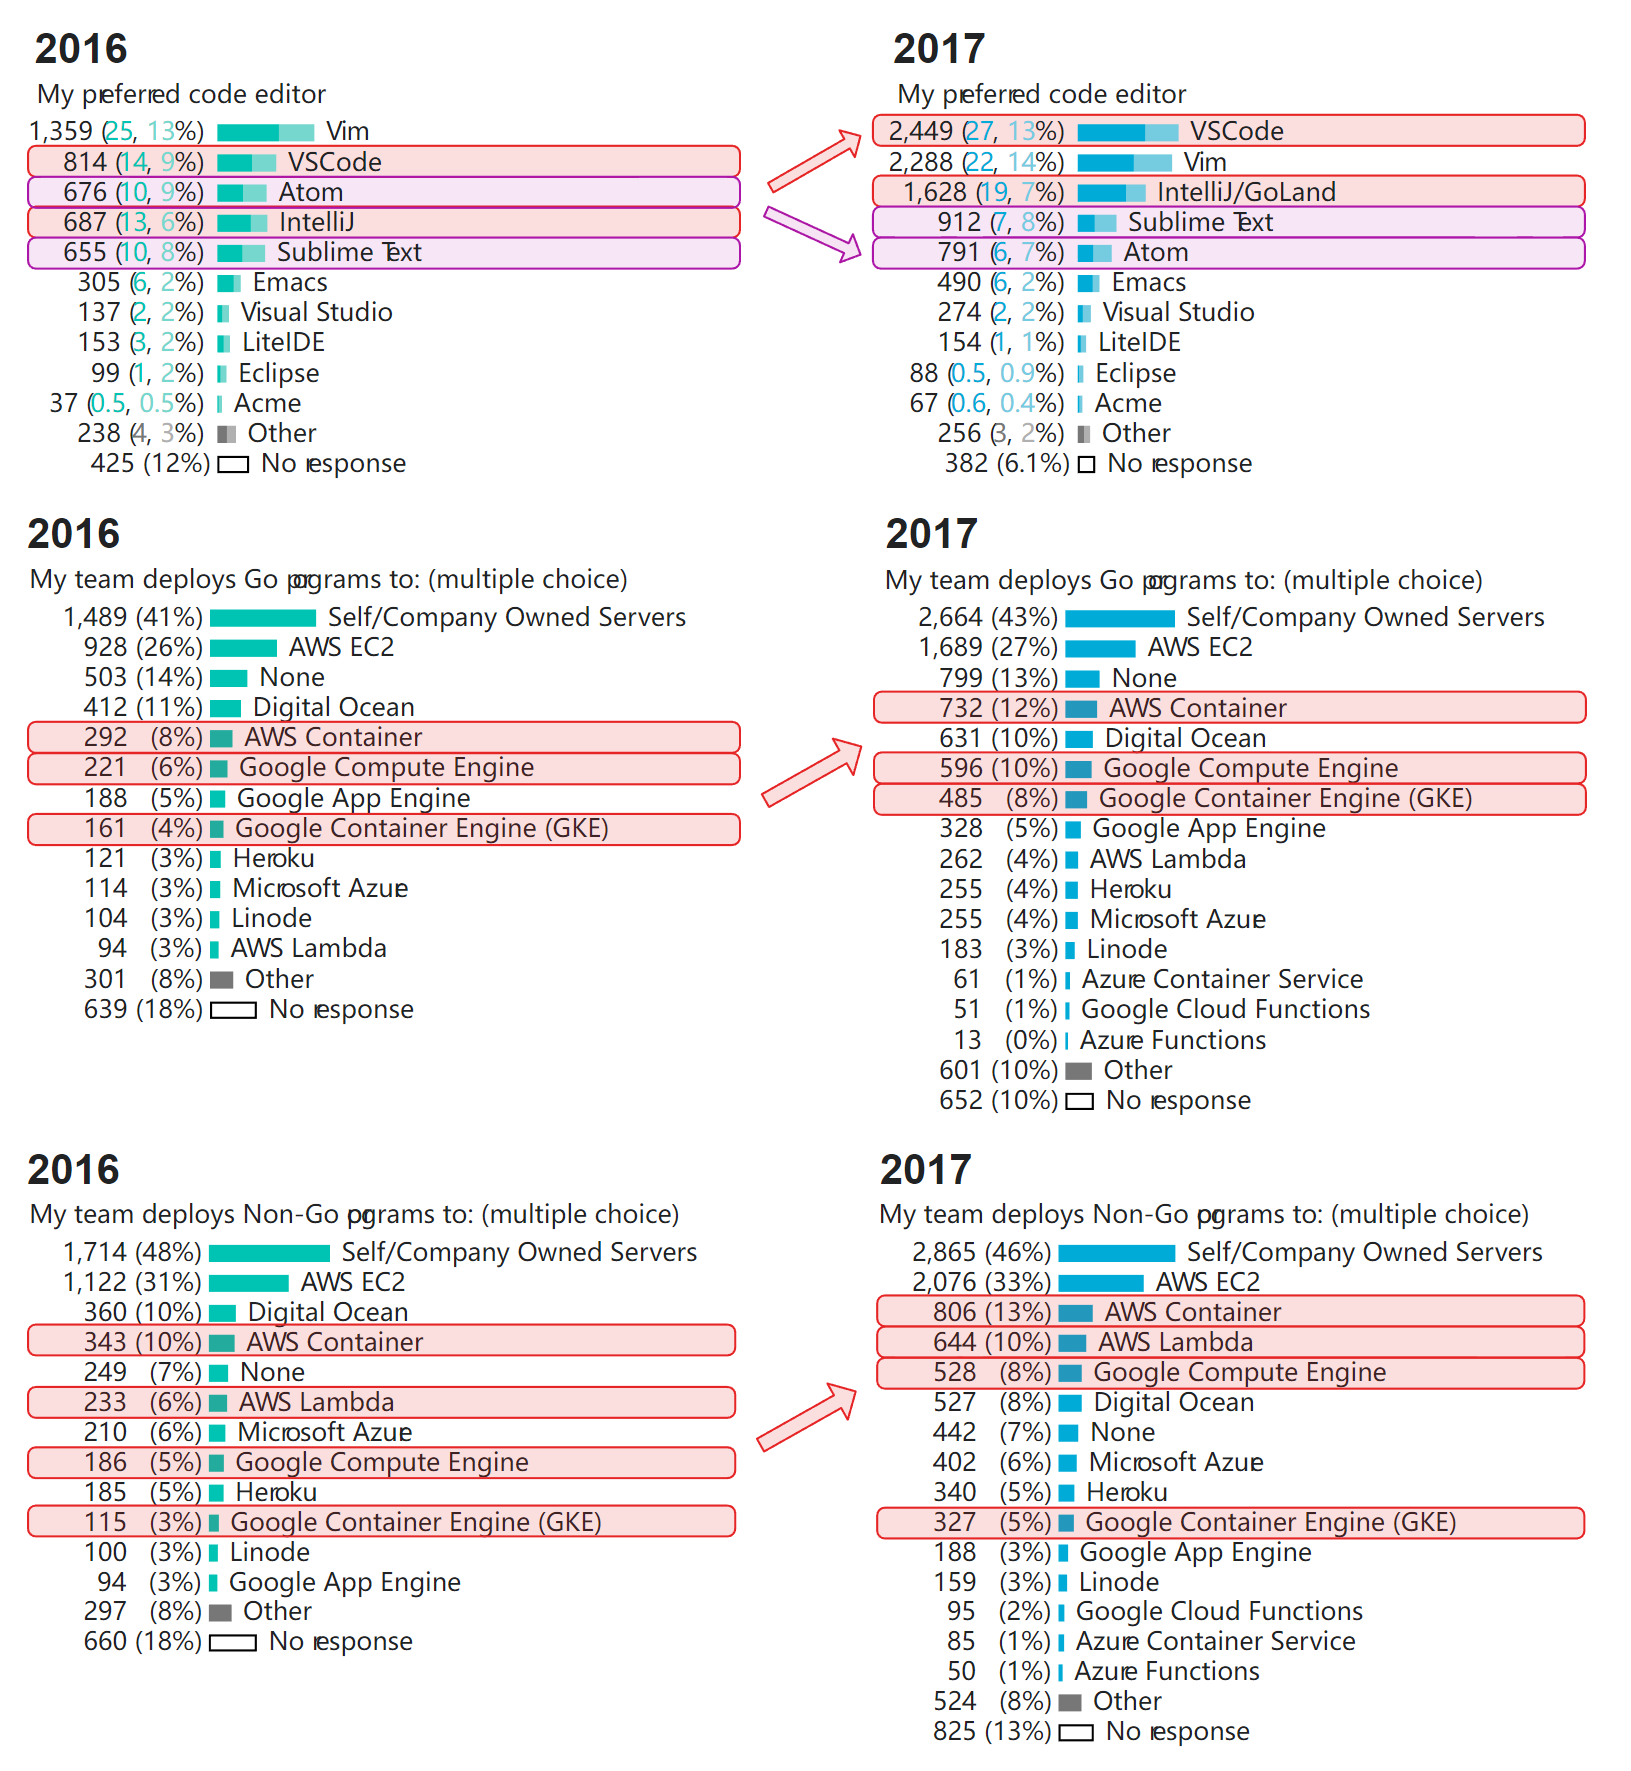 2016
My preferred code editor
1,359 (25, 13%) Vim
814 (14, 9%) VSCode
676 (10, 9%) Atom
687 (13, 6%) IntelliJ
655 (10, 8%) Sublime Text
305 (6, 2%) Emacs
137 (2, 2%) Visual Studio
153 (3, 2%) LiteIDE
99 (1, 2%) Eclipse
37 (0.5, 0.5%) Acme
238 (4, 3%) Other
425 (12%) No response
2017
My preferred code editor
2,449 (27, 13%) VSCode
2,288 (22, 14%) Vim
1,628 (19, 7%) IntelliJ/GoLand
912 (7, 8%) Sublime Text
791 (6, 7%) Atom
490 (6, 2%) Emacs
274 (2, 2%) Visual Studio
154 (1, 1%) LiteIDE
88 (0.5, 0.9%) Eclipse
67 (0.6, 0.4%) Acme
256 (3, 2%) Other
382 (6.1%) No response
2016
My team deploys Go programs to: (multiple choice)
1,489 (41%) Self/Company Owned Servers
928 (26%) AWS EC2
503 (14%) None
412 (11%) Digital Ocean
292 (8%) AWS Container
221 (6%) Google Compute Engine
188 (5%) Google App Engine
161 (4%) Google Container Engine (GKE)
121 (3%) Heroku
114 (3%) Microsoft Azure
104 (3%) Linode
94 (3%) AWS Lambda
301 (8%) Other
639 (18%) No response
2017
My team deploys Go programs to: (multiple choice)
2,664 (43%) Self/Company Owned Servers
1,689 (27%) AWS EC2
799 (13%) None
732 (12%) AWS Container
631 (10%) Digital Ocean
596 (10%) Google Compute Engine
485 (8%) Google Container Engine (GKE)
328 (5%) Google App Engine
262 (4%) AWS Lambda
255 (4%) Heroku
255 (4%) Microsoft Azure
183 (3%) Linode
61 (1%) Azure Container Service
51 (1%) Google Cloud Functions
13 (0%) Azure Functions
601 (10%) Other
652 (10%) No response
2016
My team deploys Non-Go programs to: (multiple choice)
1,714 (48%) Self/Company Owned Servers
1,122 (31%) AWS EC2
360 (10%) Digital Ocean
343 (10%) AWS Container
249 (7%) None
233 (6%) AWS Lambda
210 (6%) Microsoft Azure
186 (5%) Google Compute Engine
185 (5%) Heroku
115 (3%) Google Container Engine (GKE)
100 (3%) Linode
94 (3%) Google App Engine
297 (8%) Other
660 (18%) No response
2017
My team deploys Non-Go programs to: (multiple choice)
2,865 (46%) Self/Company Owned Servers
2,076 (33%) AWS EC2
806 (13%) AWS Container
644 (10%) AWS Lambda
528 (8%) Google Compute Engine
527 (8%) Digital Ocean
442 (7%) None
402 (6%) Microsoft Azure
340 (5%) Heroku
327 (5%) Google Container Engine (GKE)
188 (3%) Google App Engine
159 (3%) Linode
95 (2%) Google Cloud Functions
85 (1%) Azure Container Service
50 (1%) Azure Functions
524 (8%) Other
825 (13%) No response